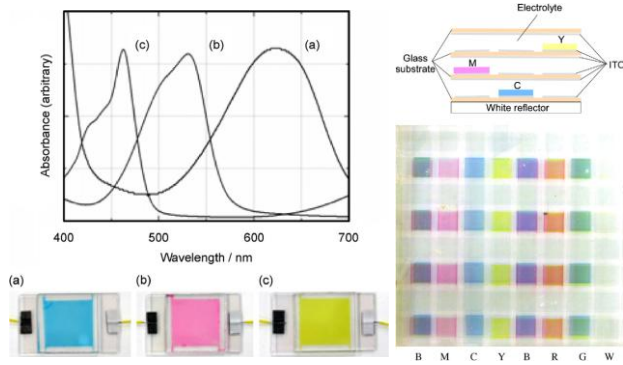 (c)
(b)
(a)
Absorbance (arbitrary)
400
500
600
700
Wavelength / nm
(a)
(b)
(c)
Electrolyte
Y
Glass
substrate
M
ITO
C
White reflector
B M C Y B R G W